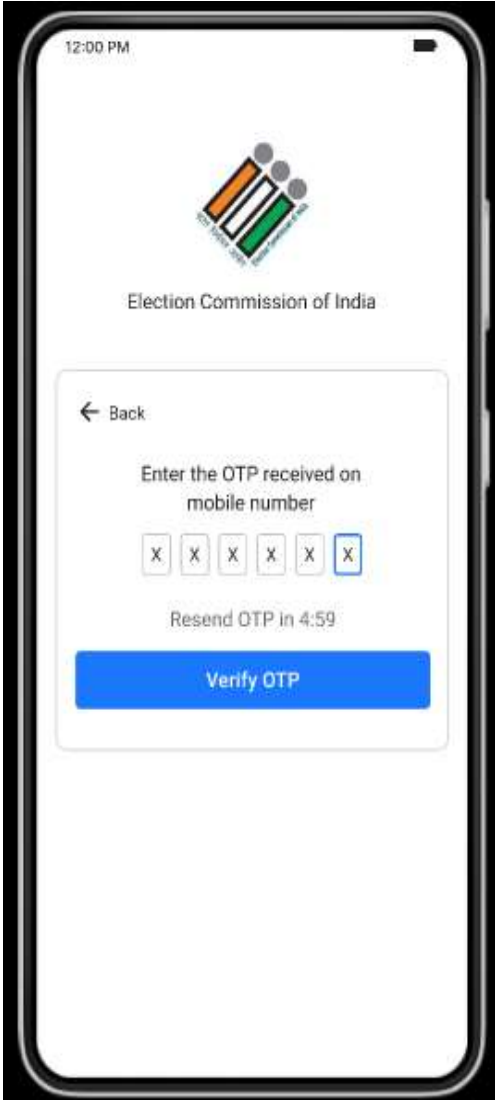 12:00 PM
Election Commission of India
Back
Enter the OTP received on
mobile number
X X X X X X
Resend OTP in 4:59
Verify OTP